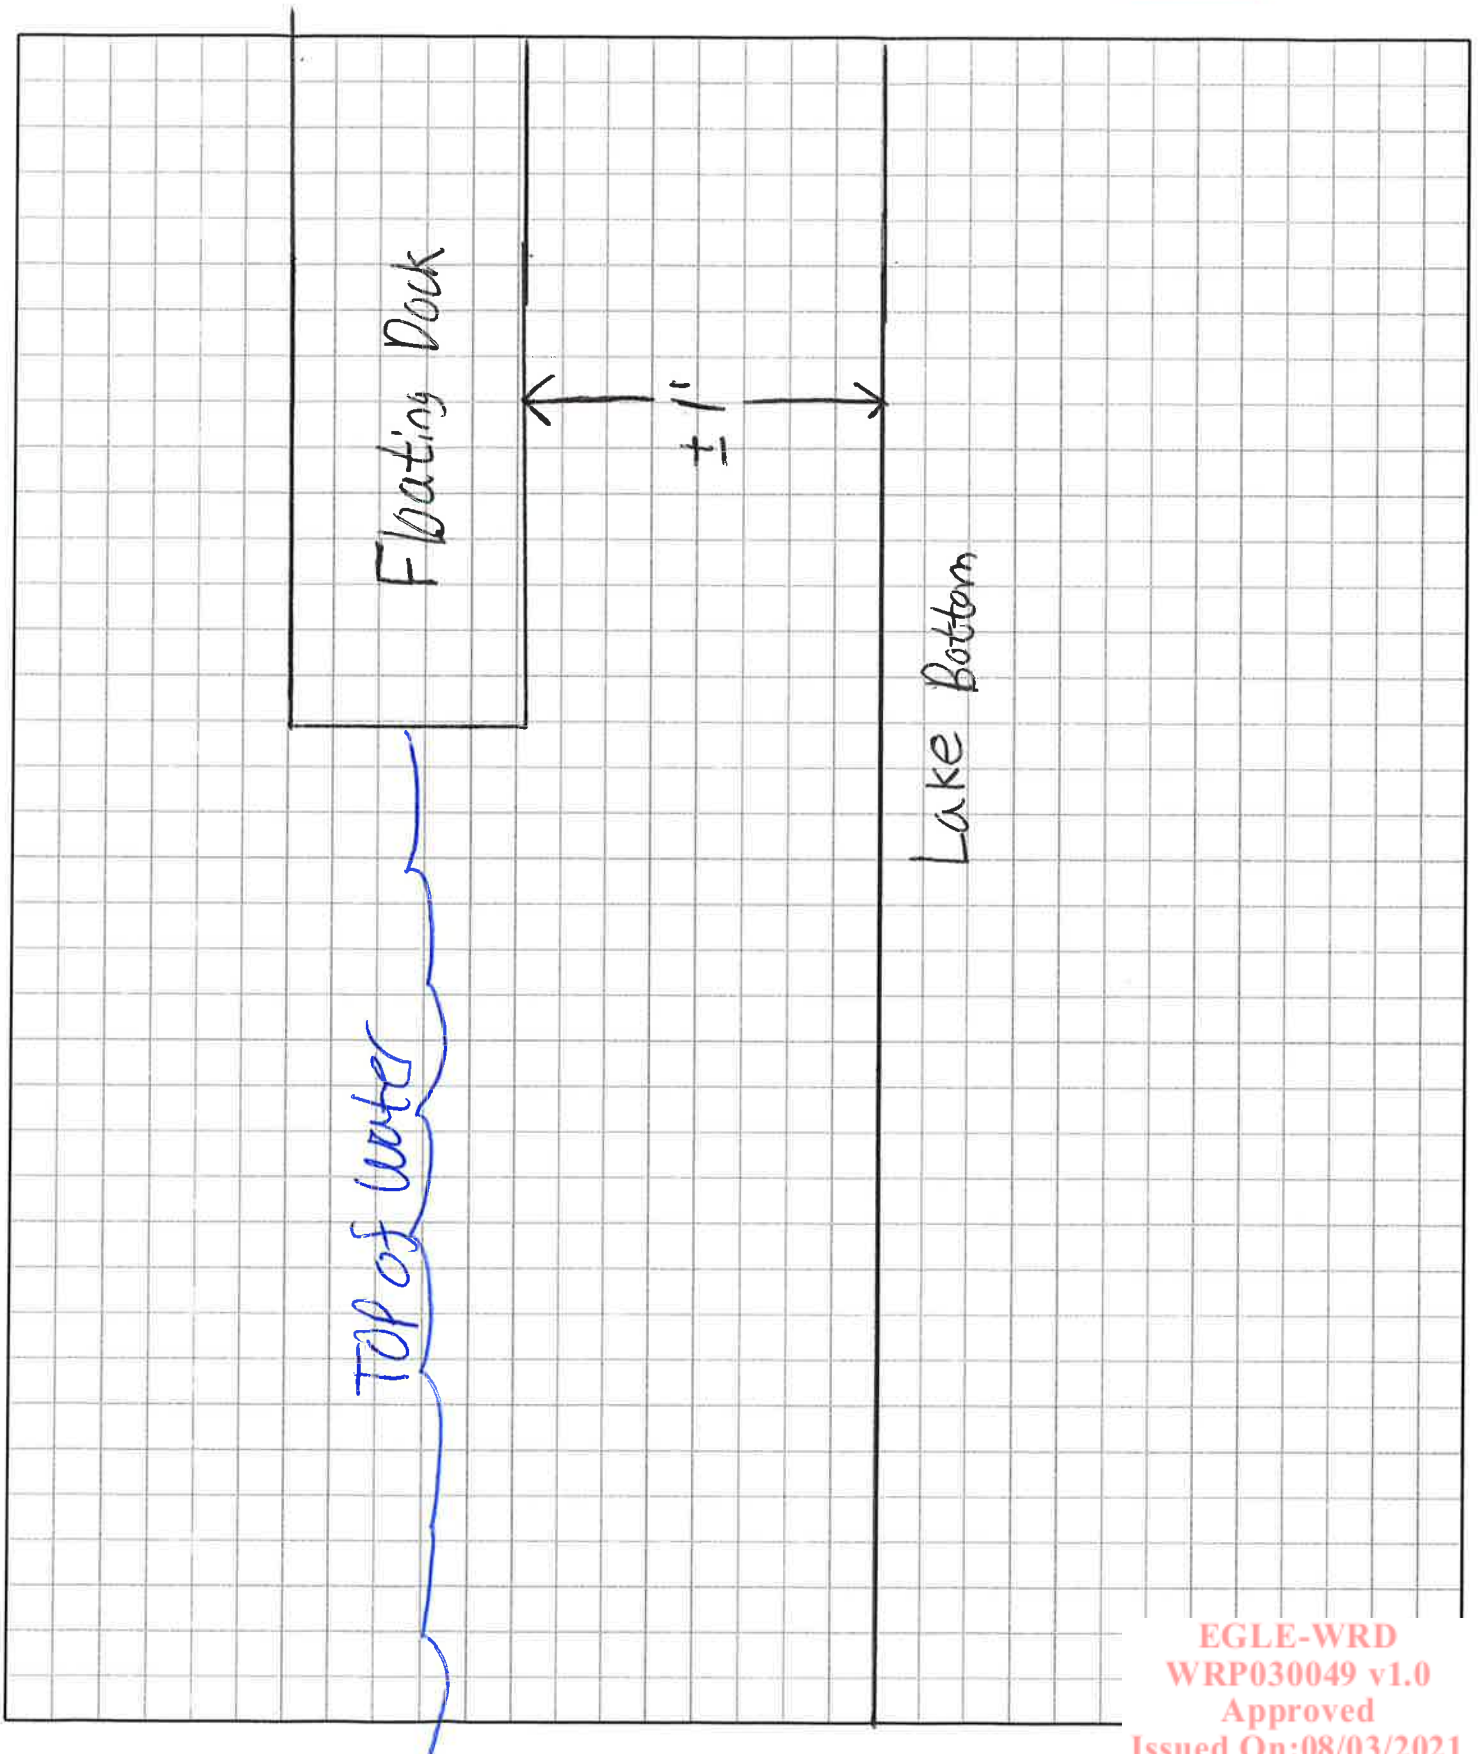 Floating Dock
± 1'
Lake Bottom
TOP of water
EGLE-WRD
WRP030049 v1.0
Approved
Issued On:08/03/2021